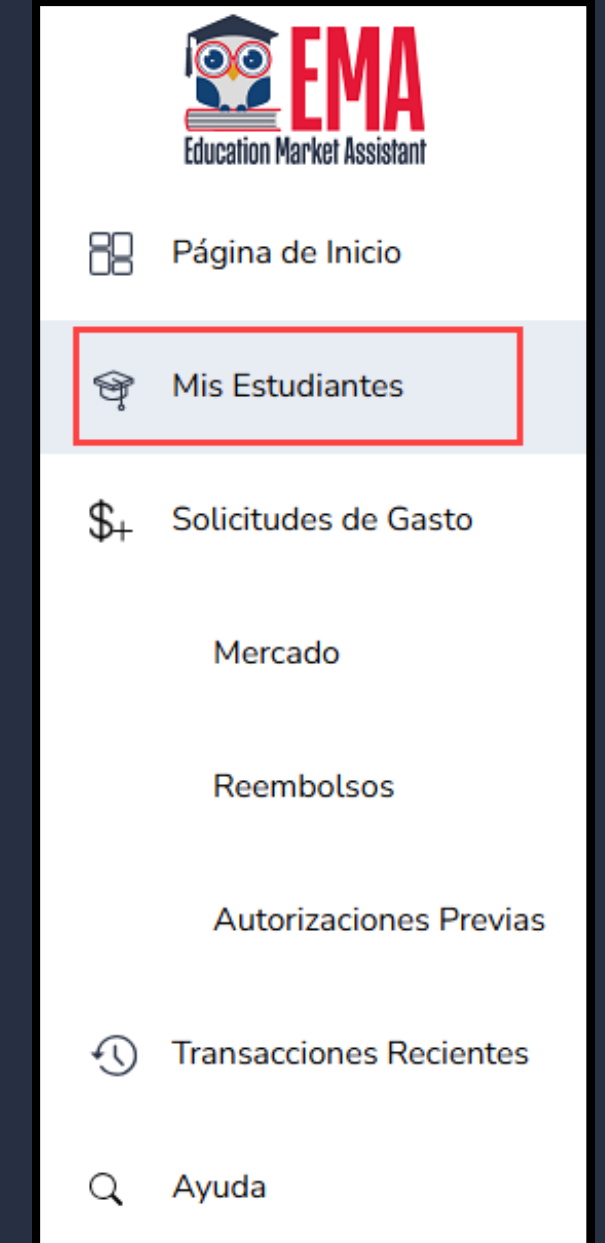 EMA
Education Market Assistant
Página de Inicio
Mis Estudiantes
$+ Solicitudes de Gasto
Mercado
Reembolsos
Autorizaciones Previas
Transacciones Recientes
Ayuda